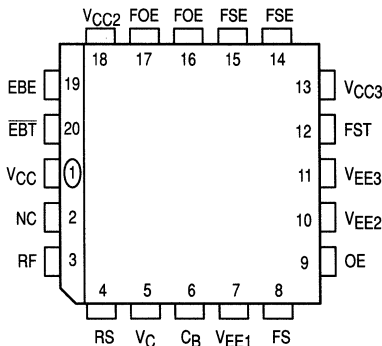 VCC2 FOE FOE FSE FSE
18 17 16 15 14
EBE 19 13 VCC3
EBT 20 12 FST
VCC 1 11 VEE3
NC 2 10 VEE2
RF 3 9 OE
4 5 6 7 8
RS VC CB VEE1 FS